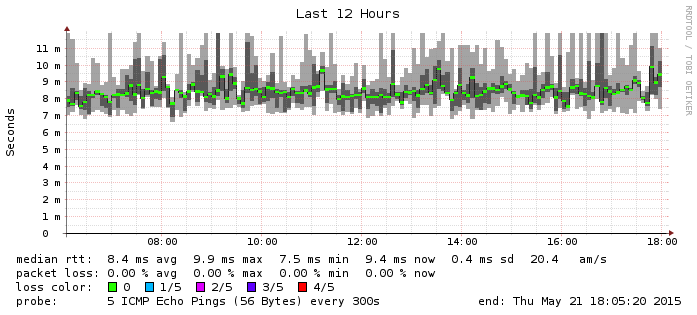 Last 12 Hours
RRDTOOL / TOBI OETIKER
Seconds
11 m
10 m
9 m
8 m
7 m
6 m
5 m
4 m
3 m
2 m
1 m
0
08:00 10:00 12:00 14:00 16:00 18:00
median rtt: 8.4 ms avg 9.9 ms max 7.5 ms min 9.4 ms now 0.4 ms sd 20.4 am/s
packet loss: 0.00 % avg 0.00 % max 0.00 % min 0.00 % now
loss color: 0 1/5 2/5 3/5 4/5
probe: 5 ICMP Echo Pings (56 Bytes) every 300s end: Thu May 21 18:05:20 2015